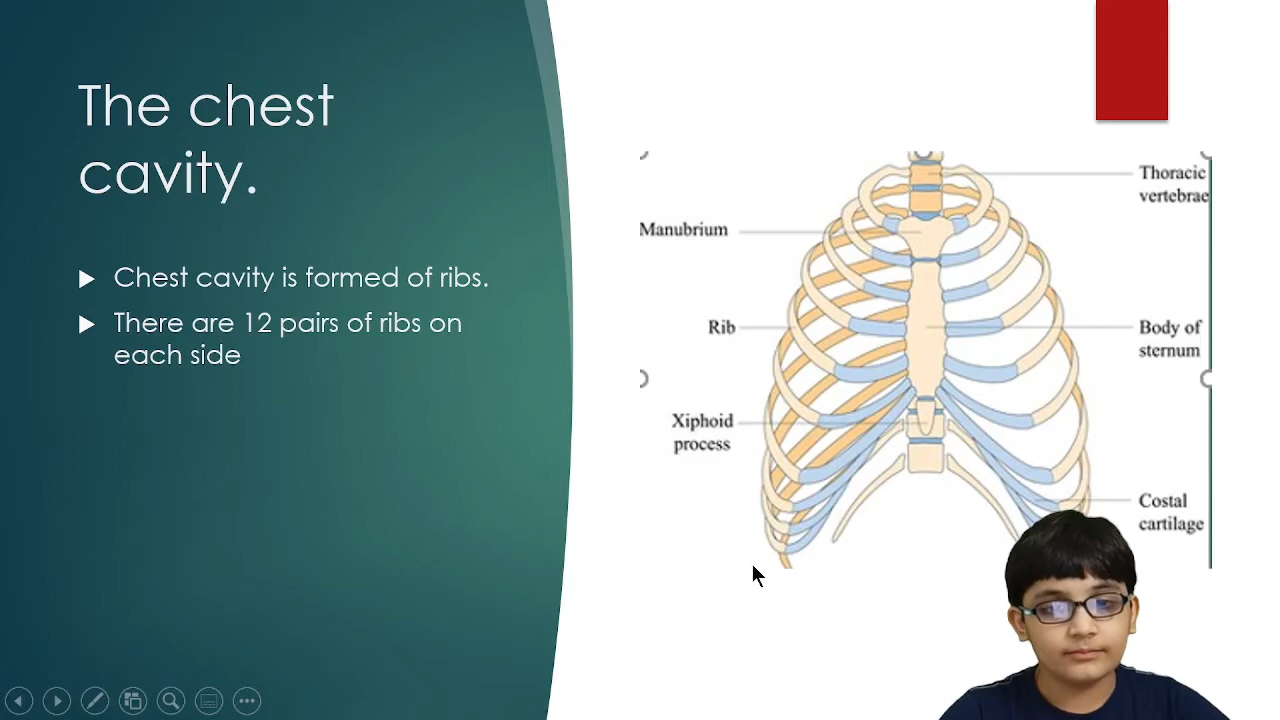 The chest
cavity.
Chest cavity is formed of ribs.
There are 12 pairs of ribs on
each side
Thoracic
vertebrae
Manubrium
Rib
Body of
sternum
Xiphoid
process
Costal
cartilage